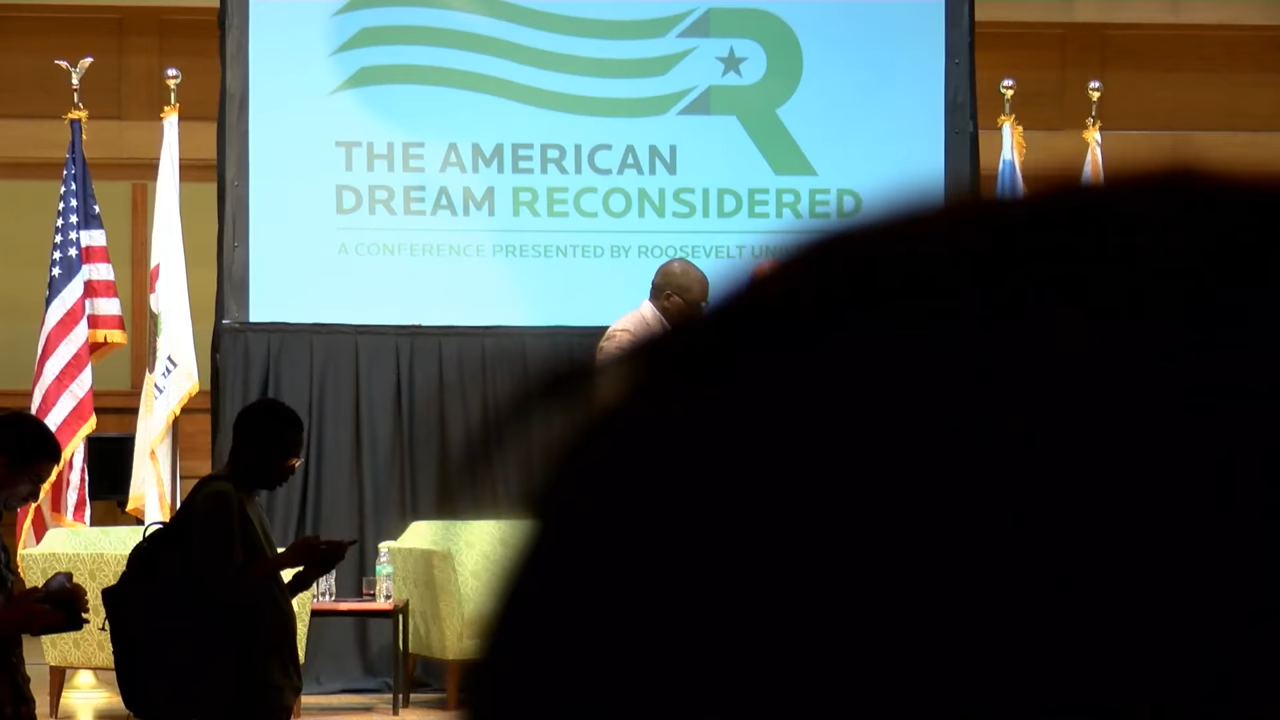 THE AMERICAN
DREAM RECONSIDERED
A CONFERENCE PRESENTED BY ROOSEVELT